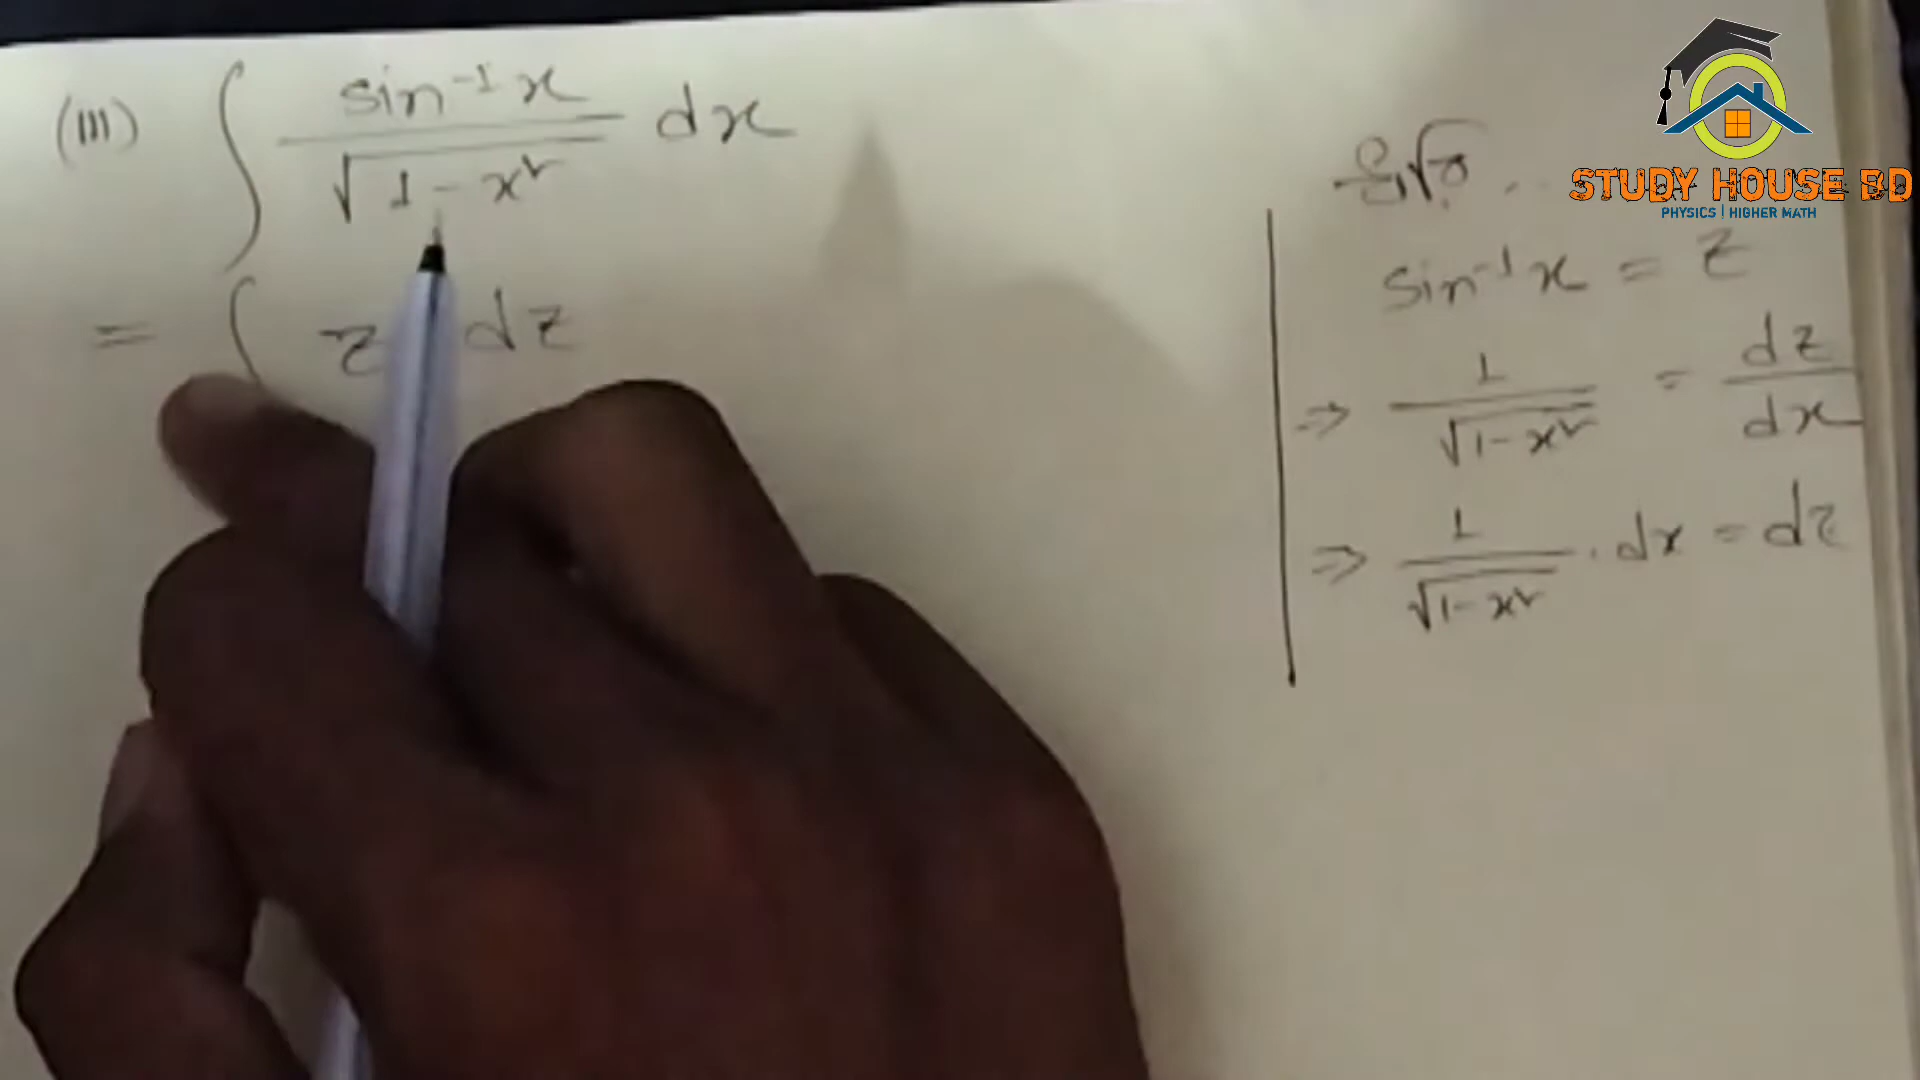 (III) ∫ sin⁻¹x / √1-x² dx
= ∫ z dz
ধরি,
sin⁻¹x = z
⇒ 1 / √1-x² = dz / dx
⇒ 1 / √1-x² . dx = dz
STUDY HOUSE BD
PHYSICS | HIGHER MATH